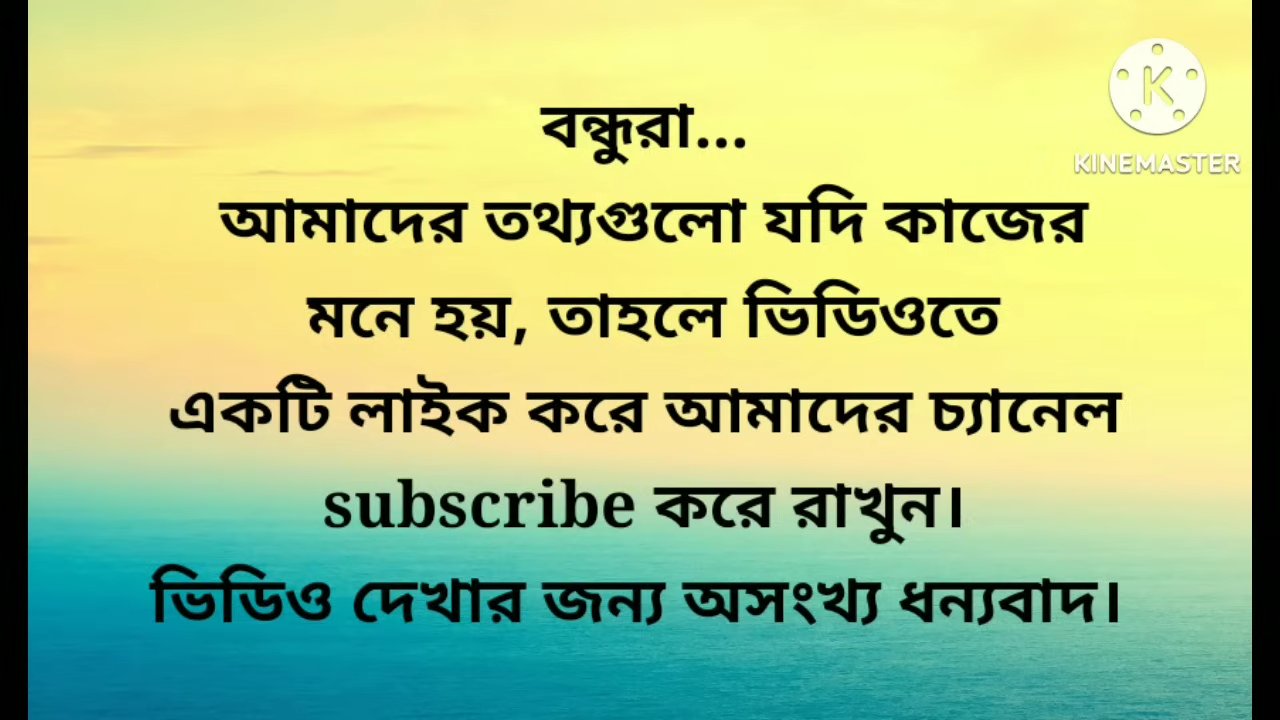 বন্ধুরা...
KINEMASTER
আমাদের তথ্যগুলো যদি কাজের
মনে হয়, তাহলে ভিডিওতে
একটি লাইক করে আমাদের চ্যানেল
subscribe করে রাখুন।
ভিডিও দেখার জন্য অসংখ্য ধন্যবাদ।